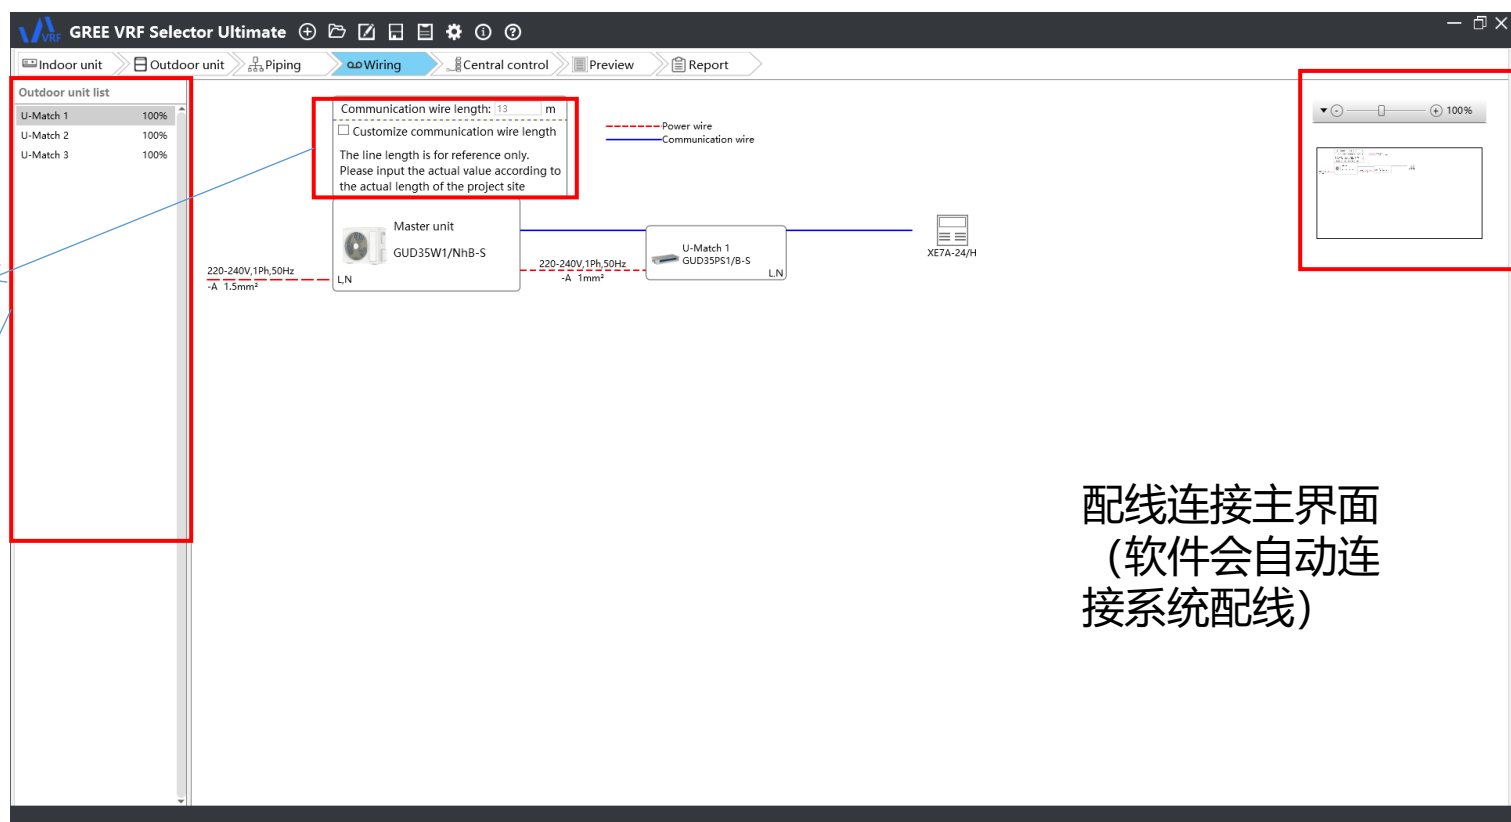 VRF GREE VRF Selector Ultimate
Indoor unit
Outdoor unit
Piping
Wiring
Central control
Preview
Report
Outdoor unit list
U-Match 1 100%
U-Match 2 100%
U-Match 3 100%
Communication wire length: 13 m
Customize communication wire length
The line length is for reference only.
Please input the actual value according to
the actual length of the project site
Power wire
Communication wire
100%
Master unit
GUD35W1/NhB-S
L,N
220-240V,1Ph,50Hz
-A 1.5mm²
220-240V,1Ph,50Hz
-A 1mm²
U-Match 1
GUD35PS1/B-S
L,N
XE7A-24/H
配线连接主界面
（软件会自动连
接系统配线）